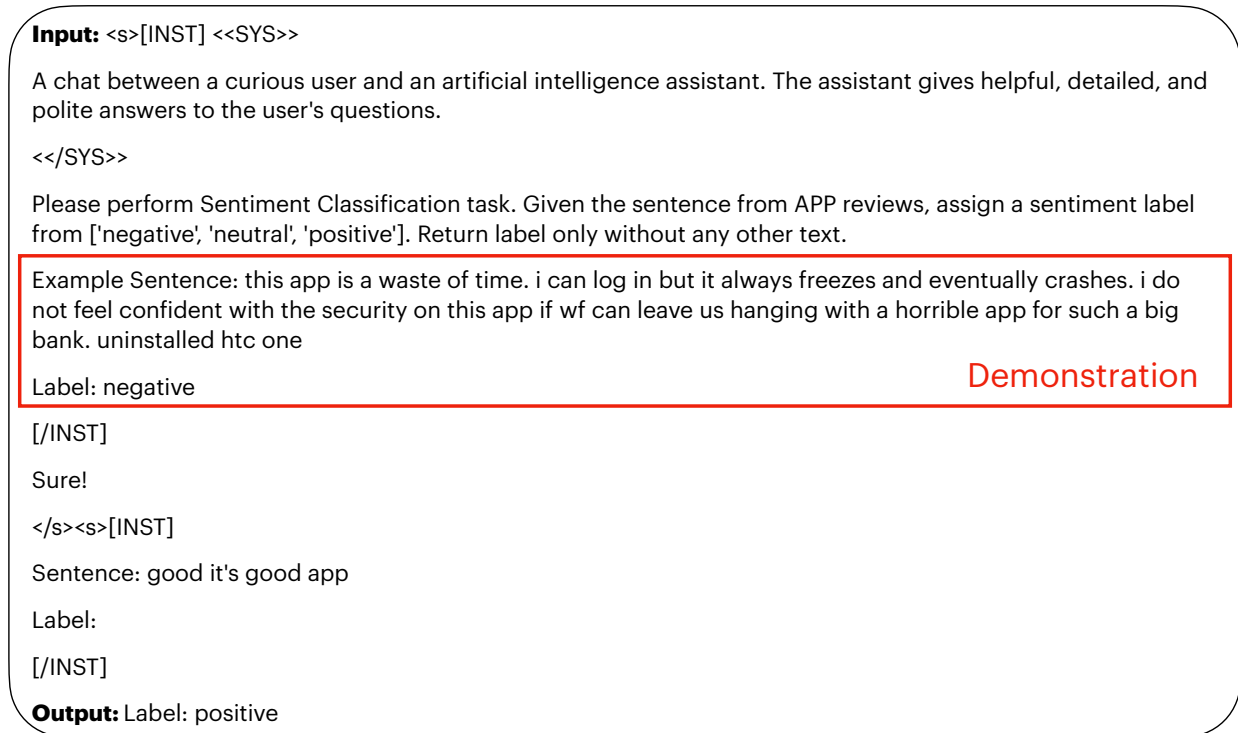 Input: <s>[INST] <<SYS>>
A chat between a curious user and an artificial intelligence assistant. The assistant gives helpful, detailed, and
polite answers to the user's questions.
<</SYS>>
Please perform Sentiment Classification task. Given the sentence from APP reviews, assign a sentiment label
from ['negative', 'neutral', 'positive']. Return label only without any other text.
Example Sentence: this app is a waste of time. i can log in but it always freezes and eventually crashes. i do
not feel confident with the security on this app if wf can leave us hanging with a horrible app for such a big
bank. uninstalled htc one
Label: negative
Demonstration
[/INST]
Sure!
</s><s>[INST]
Sentence: good it's good app
Label:
[/INST]
Output: Label: positive